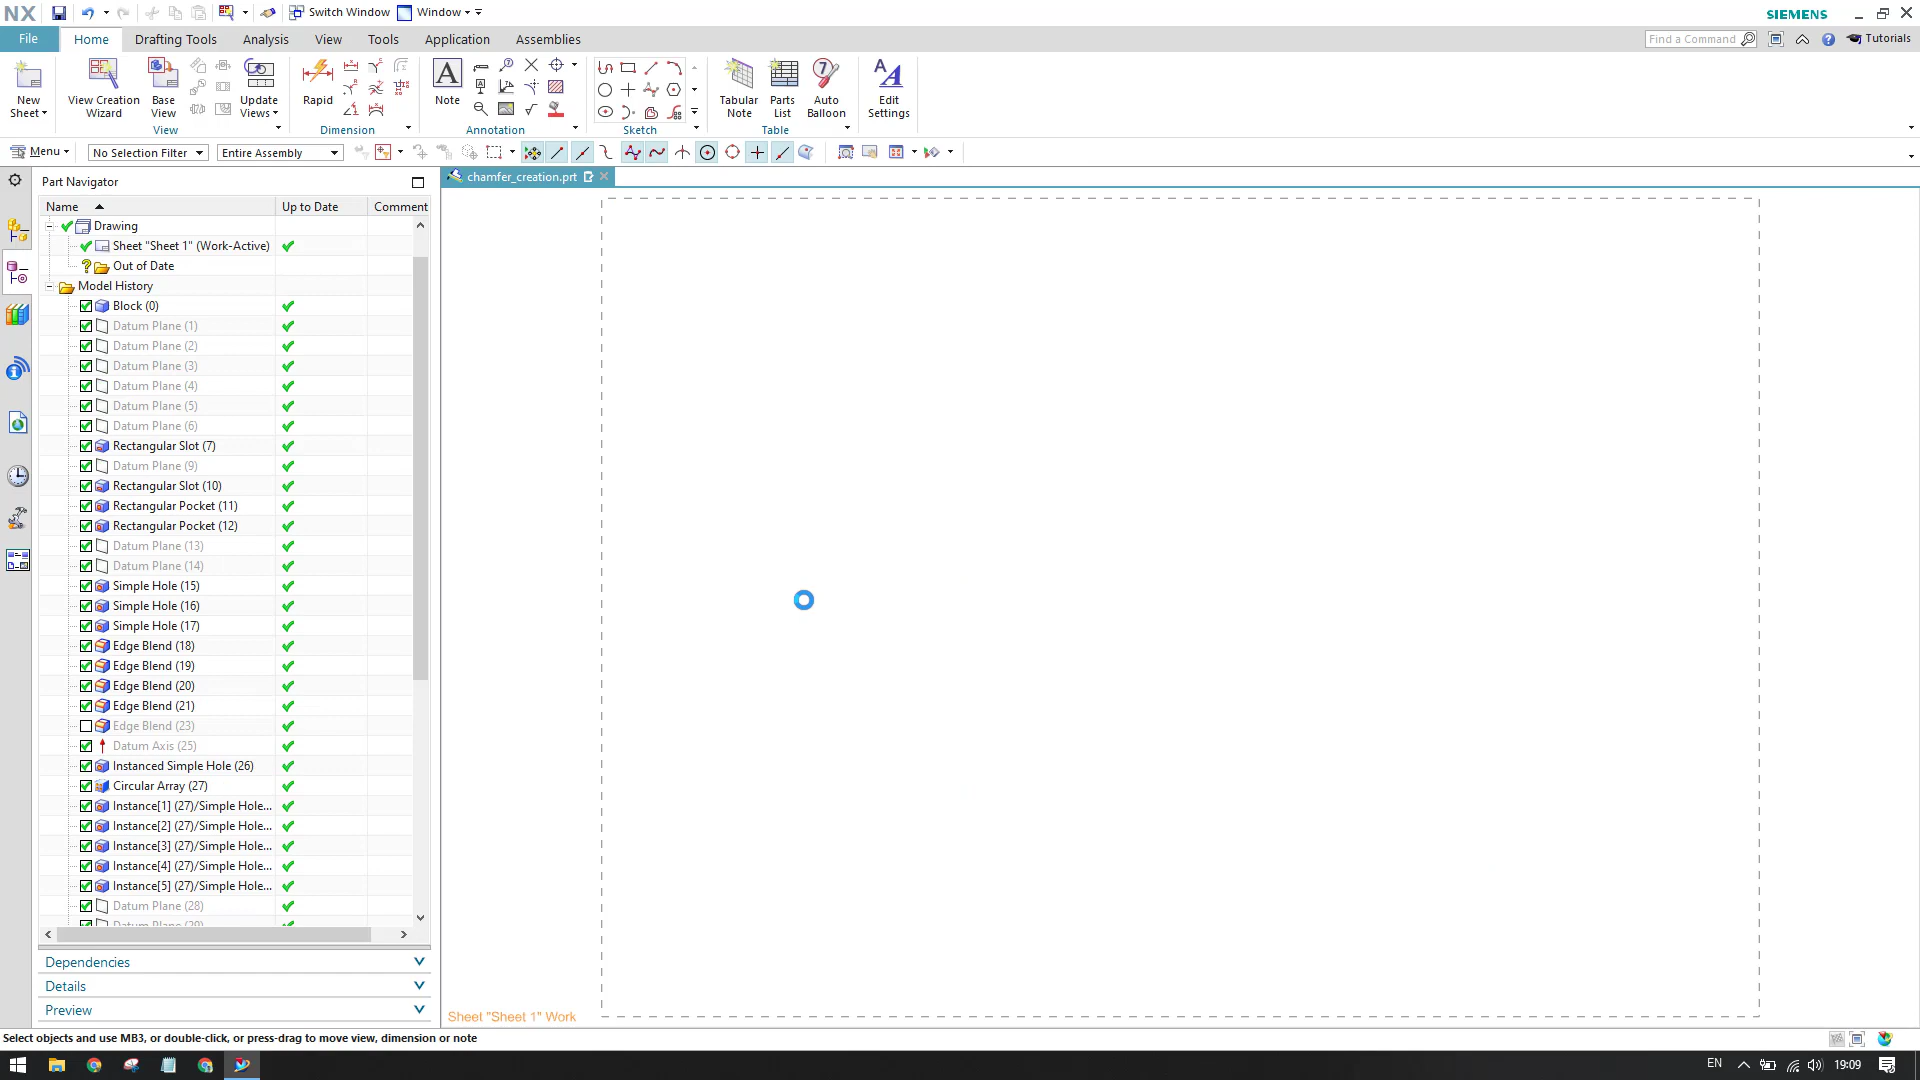 NX Switch Window Window SIEMENS
File Home Drafting Tools Analysis View Tools Application Assemblies Find a Command Tutorials
New Sheet View Creation Wizard Base View Update Views Rapid Note Tabular Note Parts List Auto Balloon Edit Settings
View Dimension Annotation Sketch Table
Menu No Selection Filter Entire Assembly
Part Navigator chamfer_creation.prt
Name Up to Date Comment
Drawing
Sheet "Sheet 1" (Work-Active)
Out of Date
Model History
Block (0)
Datum Plane (1)
Datum Plane (2)
Datum Plane (3)
Datum Plane (4)
Datum Plane (5)
Datum Plane (6)
Rectangular Slot (7)
Datum Plane (9)
Rectangular Slot (10)
Rectangular Pocket (11)
Rectangular Pocket (12)
Datum Plane (13)
Datum Plane (14)
Simple Hole (15)
Simple Hole (16)
Simple Hole (17)
Edge Blend (18)
Edge Blend (19)
Edge Blend (20)
Edge Blend (21)
Edge Blend (23)
Datum Axis (25)
Instanced Simple Hole (26)
Circular Array (27)
Instance[1] (27)/Simple Hole...
Instance[2] (27)/Simple Hole...
Instance[3] (27)/Simple Hole...
Instance[4] (27)/Simple Hole...
Instance[5] (27)/Simple Hole...
Datum Plane (28)
Datum Plane (29)
Dependencies
Details
Preview
Sheet "Sheet 1" Work
Select objects and use MB3, or double-click, or press-drag to move view, dimension or note
EN 19:09